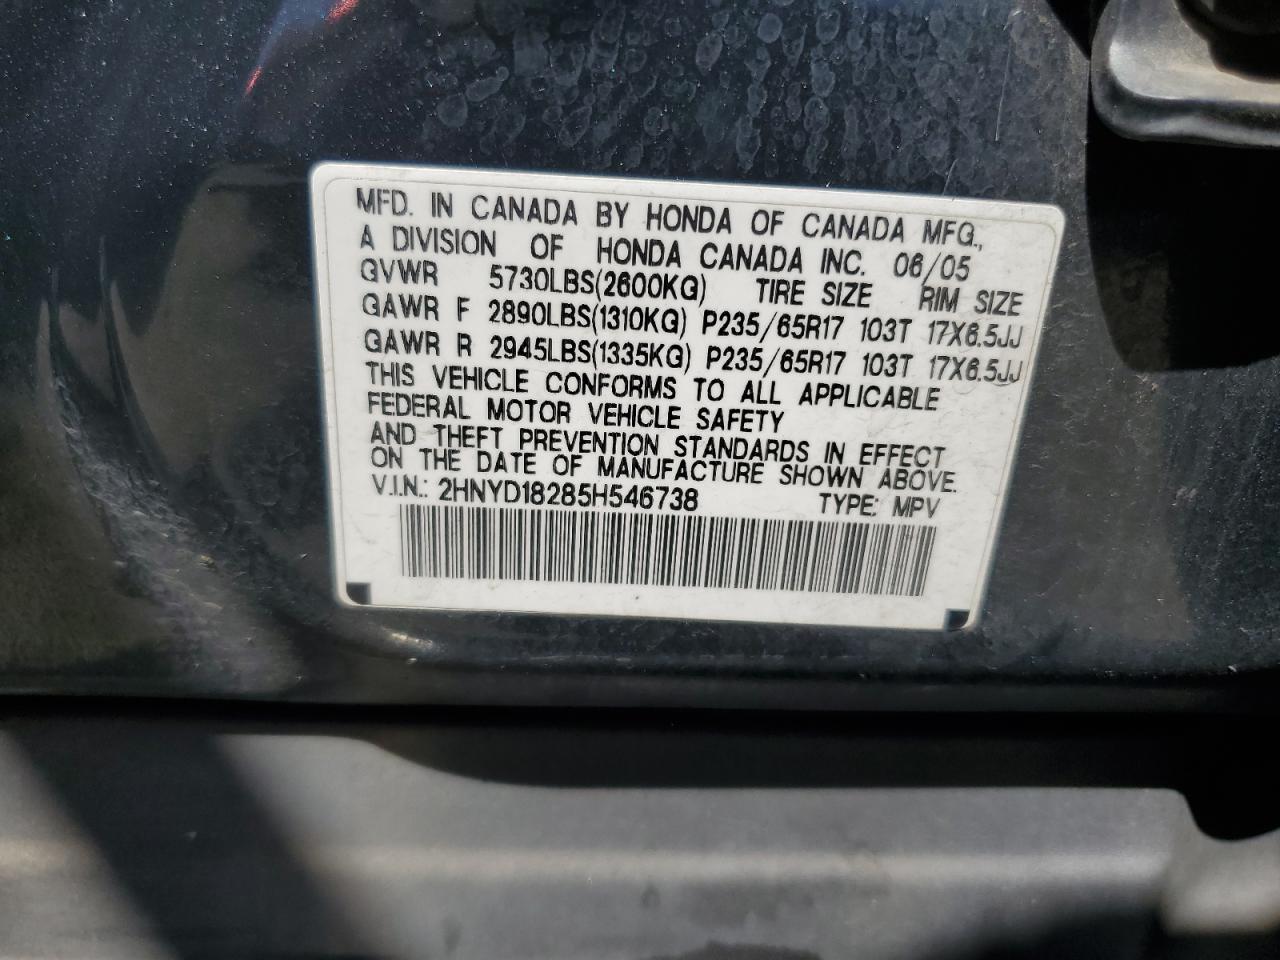 MFD. IN CANADA BY HONDA OF CANADA MFG.,
A DIVISION OF HONDA CANADA INC. 06/05
GVWR 5730LBS(2600KG) TIRE SIZE RIM SIZE
GAWR F 2890LBS(1310KG) P235/65R17 103T 17X6.5JJ
GAWR R 2945LBS(1335KG) P235/65R17 103T 17X6.5JJ
THIS VEHICLE CONFORMS TO ALL APPLICABLE
FEDERAL MOTOR VEHICLE SAFETY
AND THEFT PREVENTION STANDARDS IN EFFECT
ON THE DATE OF MANUFACTURE SHOWN ABOVE.
V.I.N.: 2HNYD18285H546738 TYPE: MPV